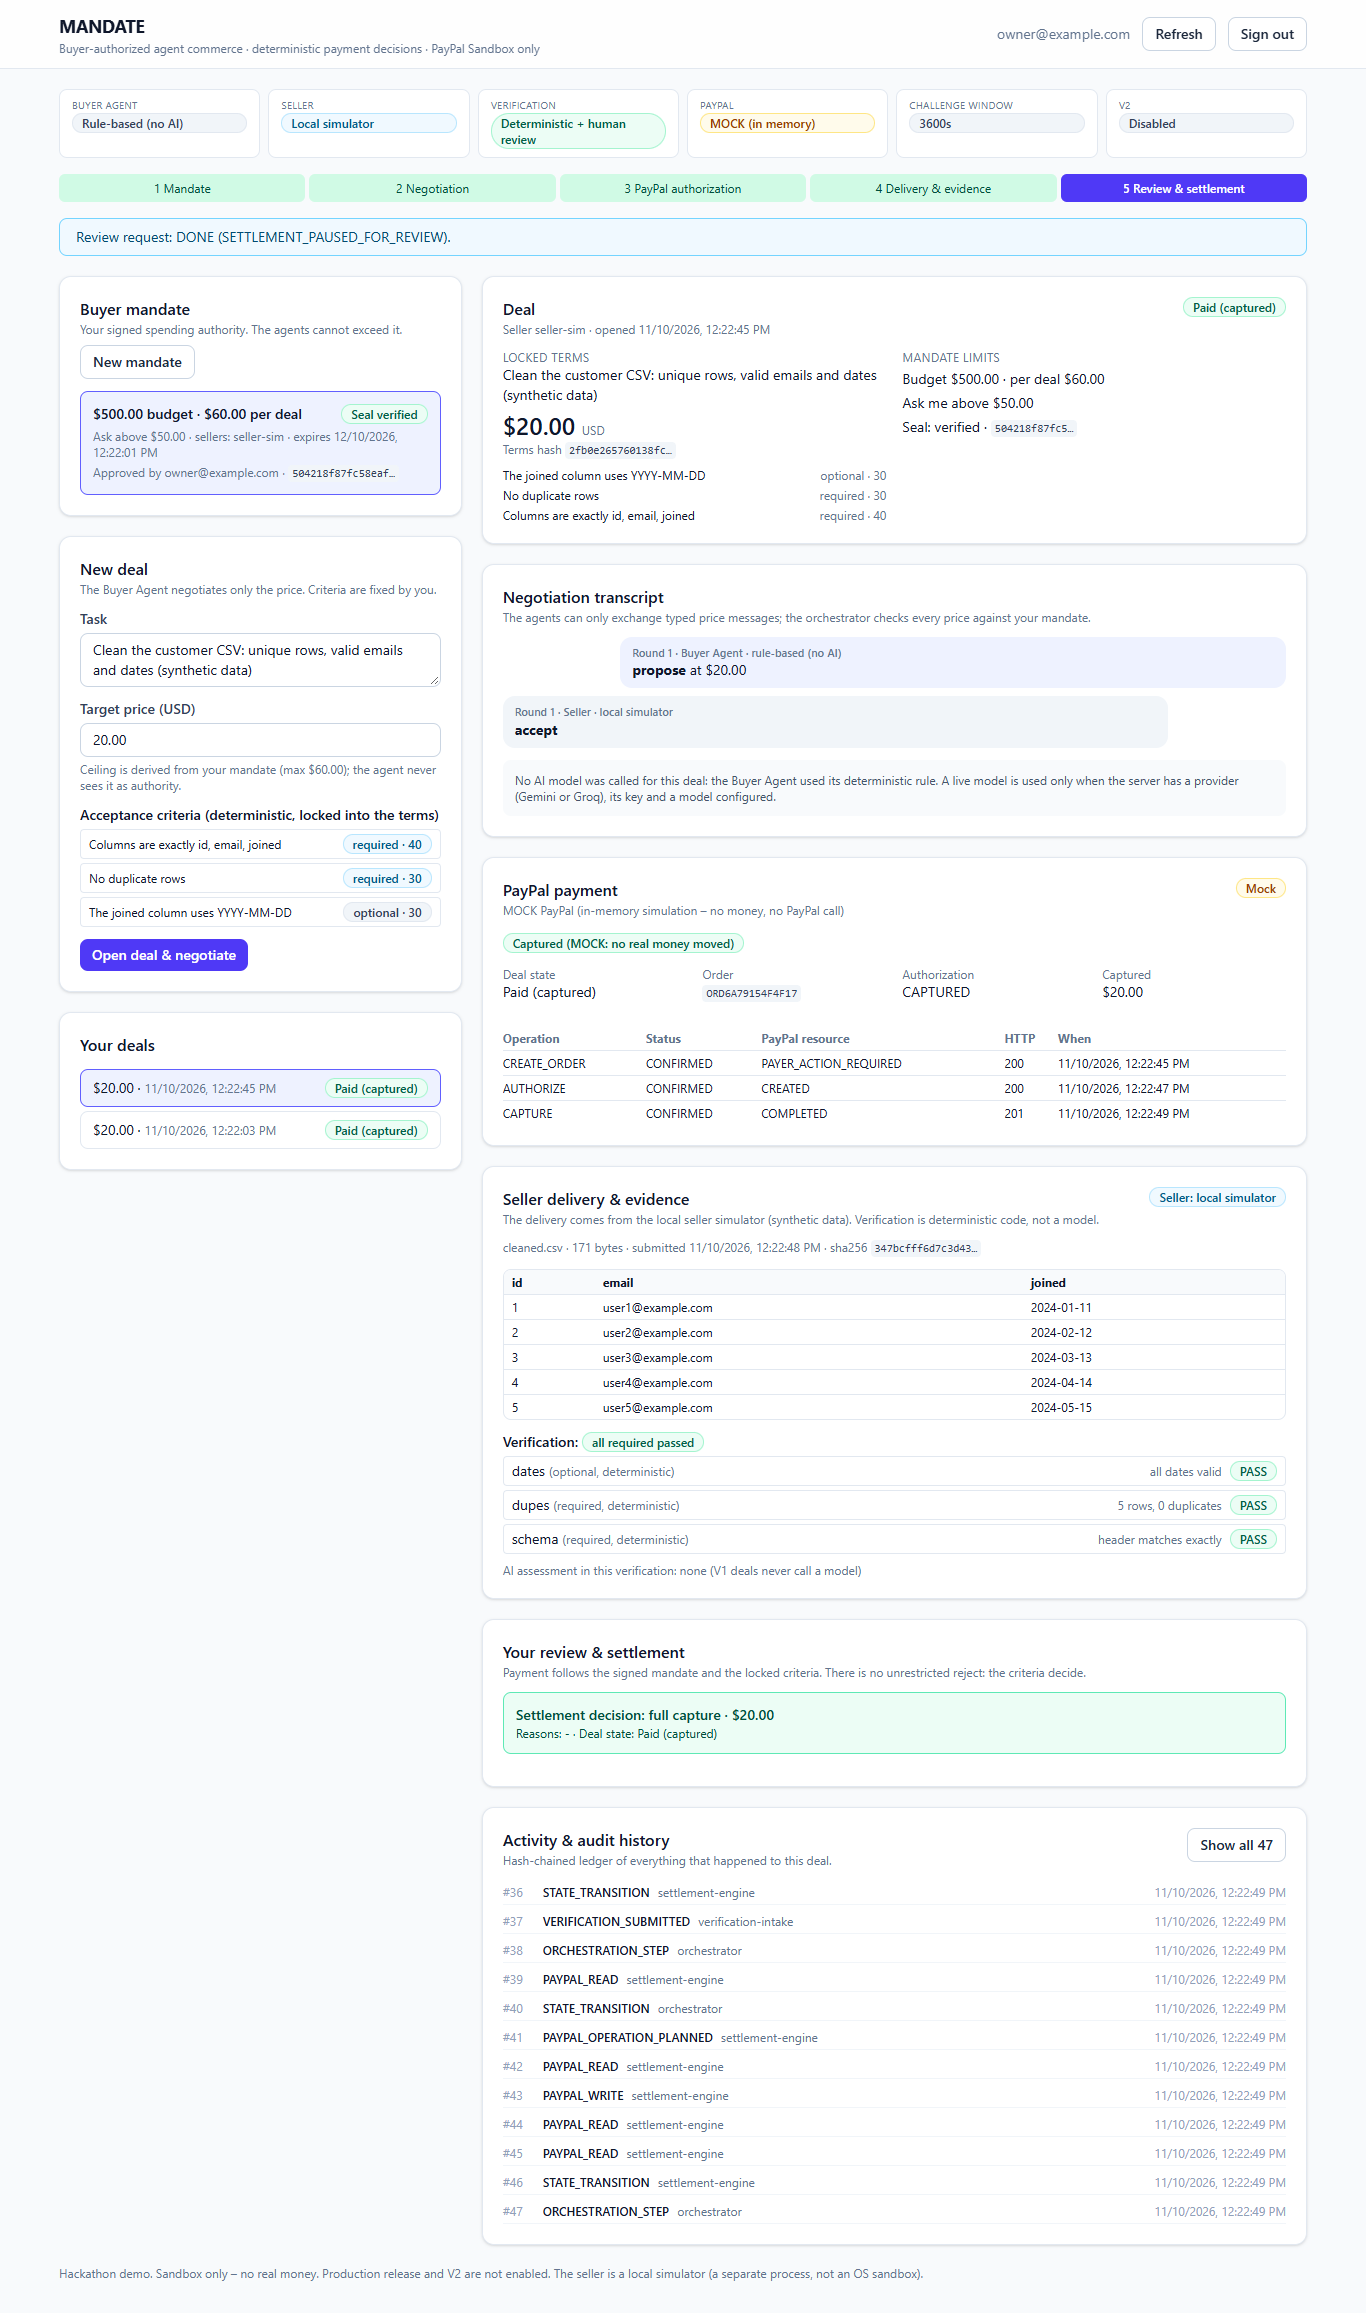 MANDATE
Buyer-authorized agent commerce · deterministic payment decisions · PayPal Sandbox only
owner@example.com
Refresh
Sign out
BUYER AGENT
Rule-based (no AI)
SELLER
Local simulator
VERIFICATION
Deterministic + human
review
PAYPAL
MOCK (in memory)
CHALLENGE WINDOW
3600s
V2
Disabled
1 Mandate
2 Negotiation
3 PayPal authorization
4 Delivery & evidence
5 Review & settlement
Review request: DONE (SETTLEMENT_PAUSED_FOR_REVIEW).
Buyer mandate
Your signed spending authority. The agents cannot exceed it.
New mandate
$500.00 budget · $60.00 per deal
Seal verified
Ask above $50.00 · sellers: seller-sim · expires 12/10/2026,
12:22:01 PM
Approved by owner@example.com · 504218f87fc58eaf…
New deal
The Buyer Agent negotiates only the price. Criteria are fixed by you.
Task
Clean the customer CSV: unique rows, valid emails
and dates (synthetic data)
Target price (USD)
20.00
Ceiling is derived from your mandate (max $60.00); the agent never
sees it as authority.
Acceptance criteria (deterministic, locked into the terms)
Columns are exactly id, email, joined
required · 40
No duplicate rows
required · 30
The joined column uses YYYY-MM-DD
optional · 30
Open deal & negotiate
Your deals
$20.00 · 11/10/2026, 12:22:45 PM
Paid (captured)
$20.00 · 11/10/2026, 12:22:03 PM
Paid (captured)
Deal
Paid (captured)
Seller seller-sim · opened 11/10/2026, 12:22:45 PM
LOCKED TERMS
Clean the customer CSV: unique rows, valid emails and dates
(synthetic data)
$20.00 USD
Terms hash 2fb0e265760138fc…
The joined column uses YYYY-MM-DD
optional · 30
No duplicate rows
required · 30
Columns are exactly id, email, joined
required · 40
MANDATE LIMITS
Budget $500.00 · per deal $60.00
Ask me above $50.00
Seal: verified · 504218f87fc5…
Negotiation transcript
The agents can only exchange typed price messages; the orchestrator checks every price against your mandate.
Round 1 · Buyer Agent · rule-based (no AI)
propose at $20.00
Round 1 · Seller · local simulator
accept
No AI model was called for this deal: the Buyer Agent used its deterministic rule. A live model is used only when the server has a provider
(Gemini or Groq), its key and a model configured.
PayPal payment
Mock
MOCK PayPal (in-memory simulation – no money, no PayPal call)
Captured (MOCK: no real money moved)
Deal state
Order
Authorization
Captured
Paid (captured)
ORD6A79154F4F17
CAPTURED
$20.00
Operation Status PayPal resource HTTP When
CREATE_ORDER CONFIRMED PAYER_ACTION_REQUIRED 200 11/10/2026, 12:22:45 PM
AUTHORIZE CONFIRMED CREATED 200 11/10/2026, 12:22:47 PM
CAPTURE CONFIRMED COMPLETED 201 11/10/2026, 12:22:49 PM
Seller delivery & evidence
Seller: local simulator
The delivery comes from the local seller simulator (synthetic data). Verification is deterministic code, not a model.
cleaned.csv · 171 bytes · submitted 11/10/2026, 12:22:48 PM · sha256 347bcfff6d7c3d43…
id email joined
1 user1@example.com 2024-01-11
2 user2@example.com 2024-02-12
3 user3@example.com 2024-03-13
4 user4@example.com 2024-04-14
5 user5@example.com 2024-05-15
Verification: all required passed
dates (optional, deterministic) all dates valid PASS
dupes (required, deterministic) 5 rows, 0 duplicates PASS
schema (required, deterministic) header matches exactly PASS
AI assessment in this verification: none (V1 deals never call a model)
Your review & settlement
Payment follows the signed mandate and the locked criteria. There is no unrestricted reject: the criteria decide.
Settlement decision: full capture · $20.00
Reasons: - · Deal state: Paid (captured)
Activity & audit history
Show all 47
Hash-chained ledger of everything that happened to this deal.
#36 STATE_TRANSITION settlement-engine 11/10/2026, 12:22:49 PM
#37 VERIFICATION_SUBMITTED verification-intake 11/10/2026, 12:22:49 PM
#38 ORCHESTRATION_STEP orchestrator 11/10/2026, 12:22:49 PM
#39 PAYPAL_READ settlement-engine 11/10/2026, 12:22:49 PM
#40 STATE_TRANSITION orchestrator 11/10/2026, 12:22:49 PM
#41 PAYPAL_OPERATION_PLANNED settlement-engine 11/10/2026, 12:22:49 PM
#42 PAYPAL_READ settlement-engine 11/10/2026, 12:22:49 PM
#43 PAYPAL_WRITE settlement-engine 11/10/2026, 12:22:49 PM
#44 PAYPAL_READ settlement-engine 11/10/2026, 12:22:49 PM
#45 PAYPAL_READ settlement-engine 11/10/2026, 12:22:49 PM
#46 STATE_TRANSITION settlement-engine 11/10/2026, 12:22:49 PM
#47 ORCHESTRATION_STEP orchestrator 11/10/2026, 12:22:49 PM
Hackathon demo. Sandbox only – no real money. Production release and V2 are not enabled. The seller is a local simulator (a separate process, not an OS sandbox).